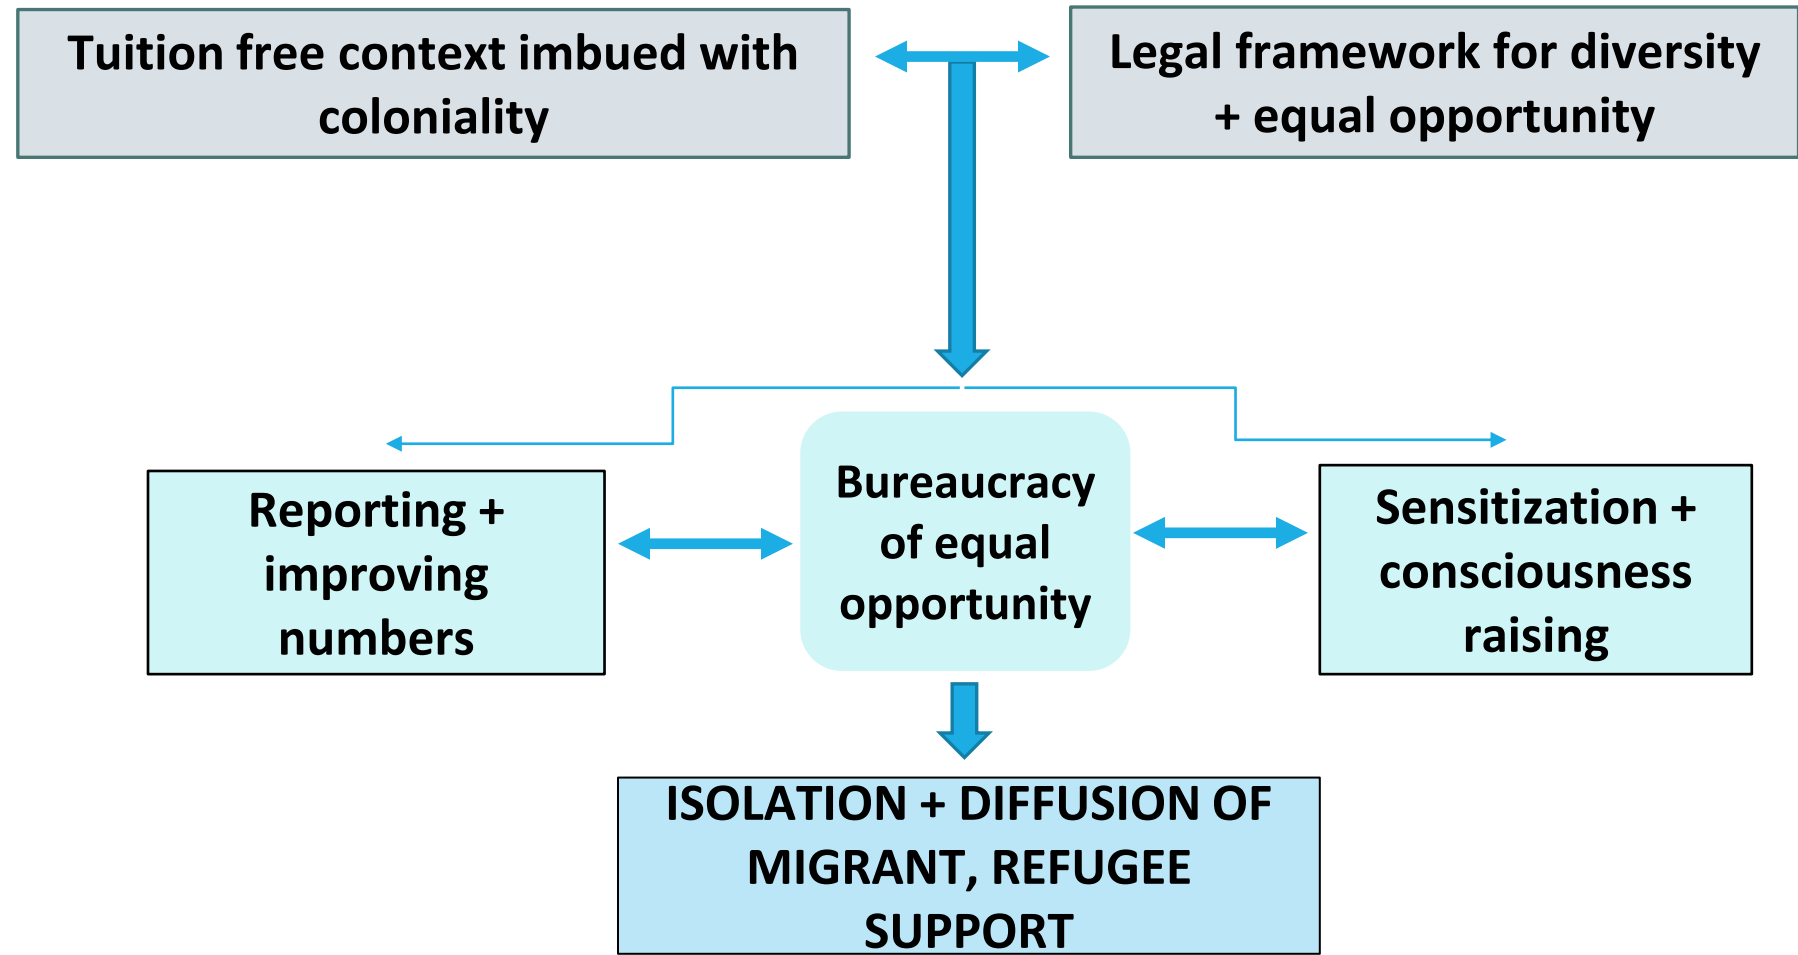 Tuition free context imbued with
coloniality
Legal framework for diversity
+ equal opportunity
Reporting +
improving
numbers
Bureaucracy
of equal
opportunity
Sensitization +
consciousness
raising
ISOLATION + DIFFUSION OF
MIGRANT, REFUGEE
SUPPORT